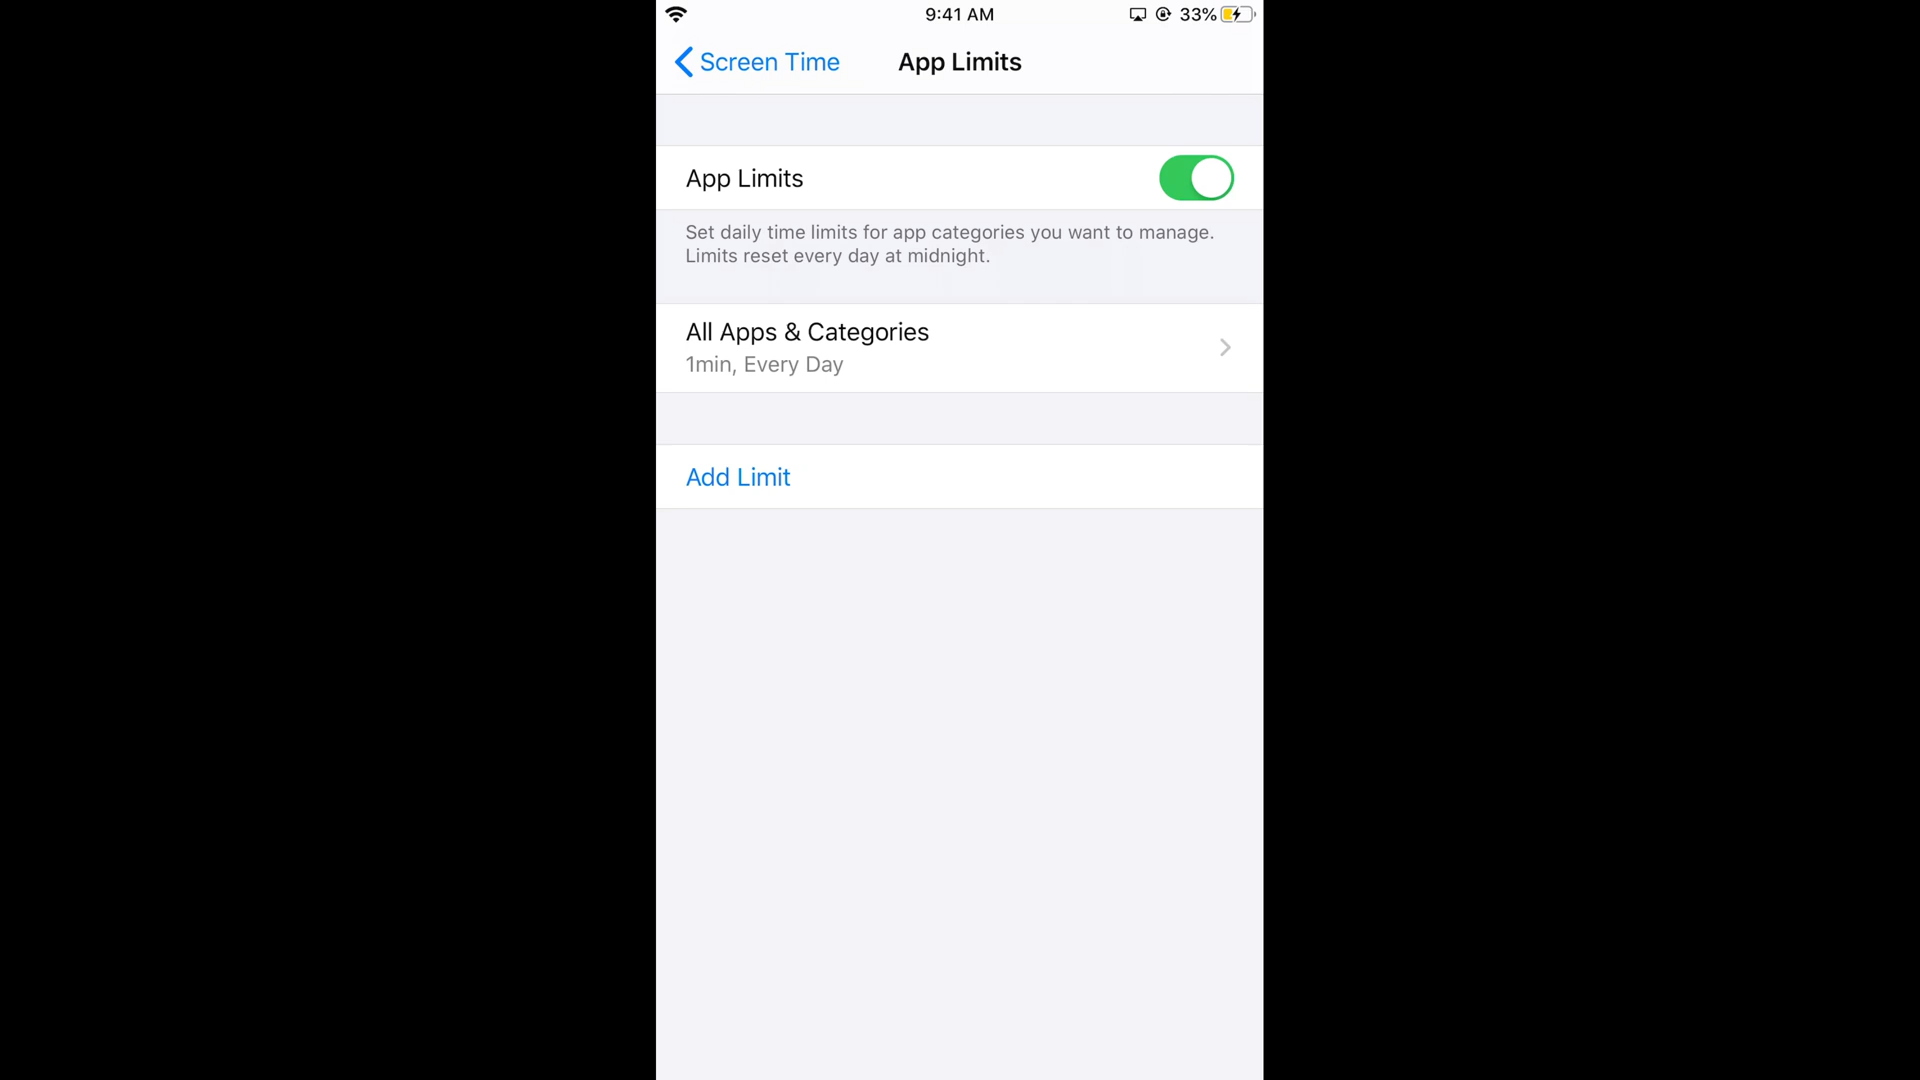 9:41 AM
33%
Screen Time
App Limits
App Limits
Set daily time limits for app categories you want to manage.
Limits reset every day at midnight.
All Apps & Categories
1min, Every Day
Add Limit